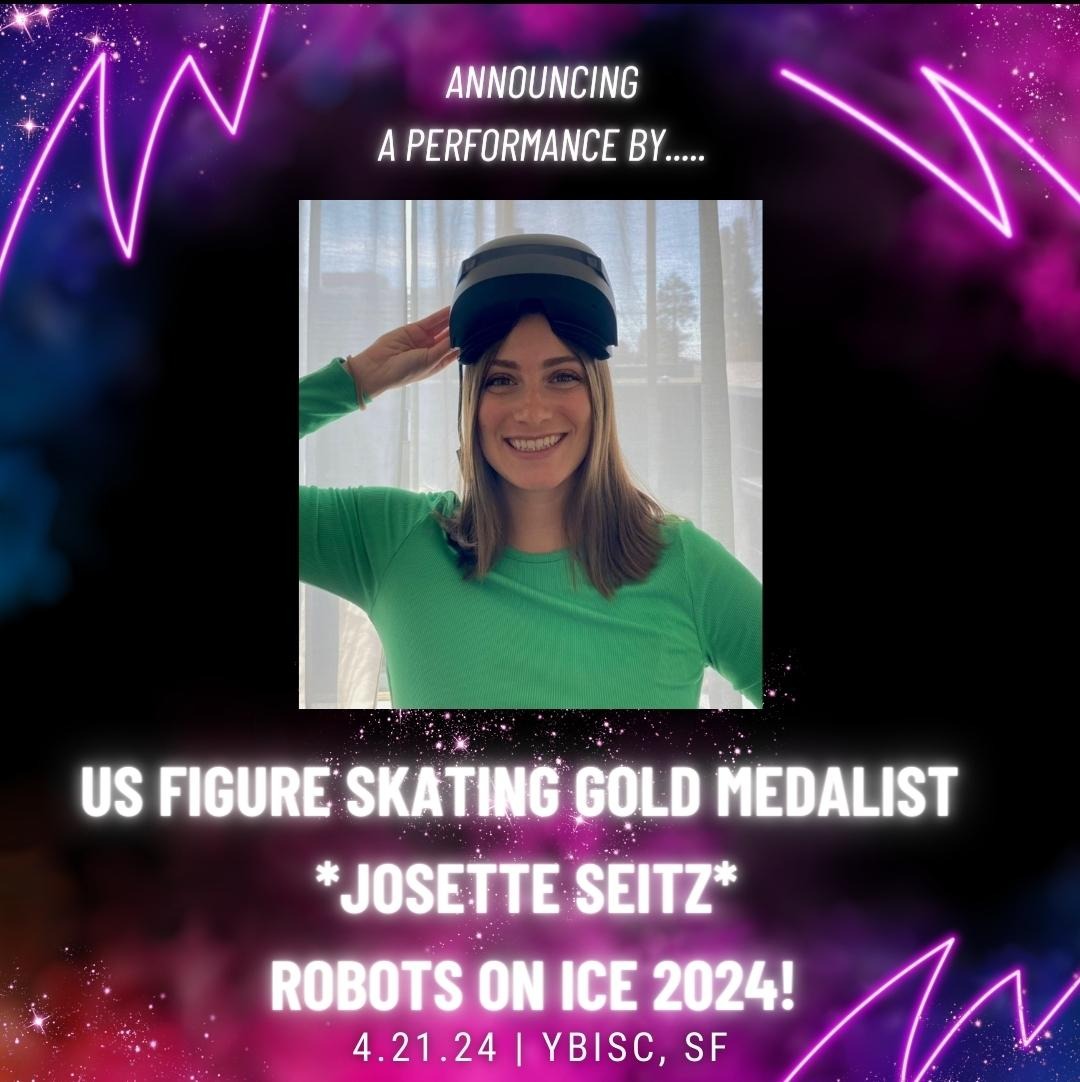 ANNOUNCING
A PERFORMANCE BY.....
US FIGURE SKATING GOLD MEDALIST
*JOSETTE SEITZ*
ROBOTS ON ICE 2024!
4.21.24 | YBISC, SF